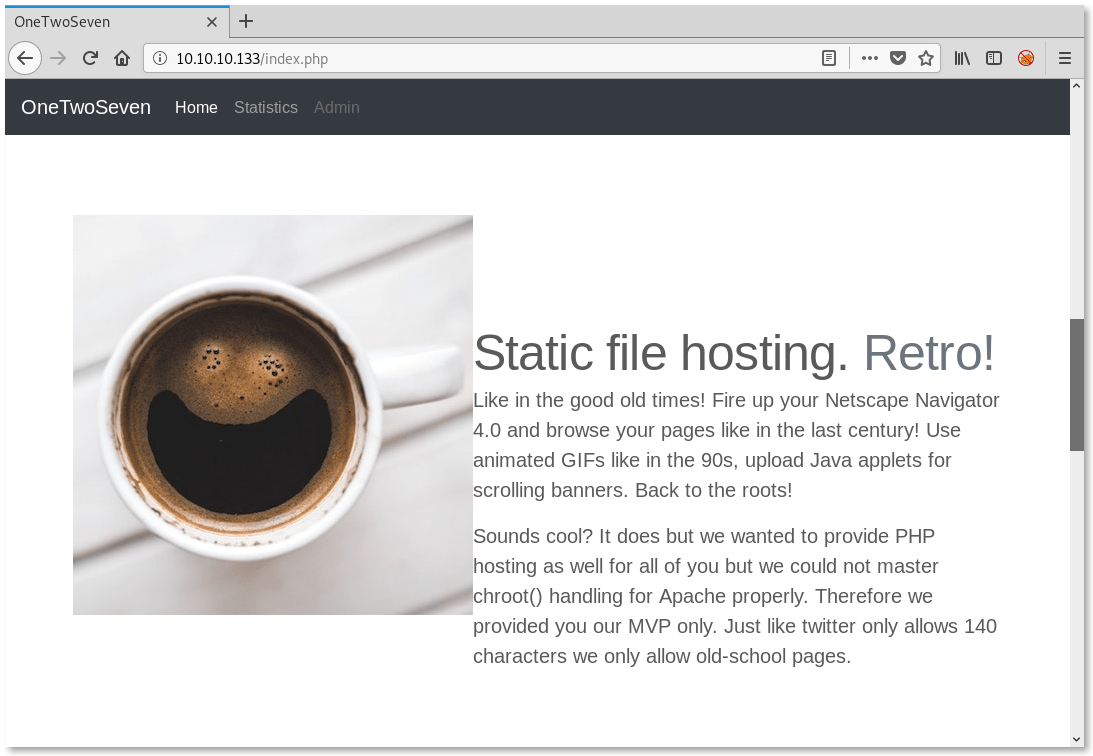 OneTwoSeven
10.10.10.133/index.php
OneTwoSeven Home Statistics Admin
Static file hosting. Retro!
Like in the good old times! Fire up your Netscape Navigator
4.0 and browse your pages like in the last century! Use
animated GIFs like in the 90s, upload Java applets for
scrolling banners. Back to the roots!
Sounds cool? It does but we wanted to provide PHP
hosting as well for all of you but we could not master
chroot() handling for Apache properly. Therefore we
provided you our MVP only. Just like twitter only allows 140
characters we only allow old-school pages.